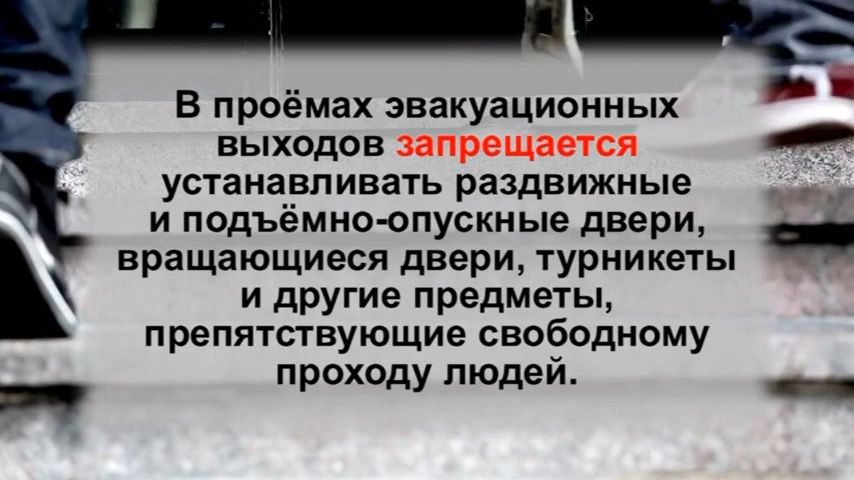 В проёмах эвакуационных
выходов запрещается
устанавливать раздвижные
и подъёмно-опускные двери,
вращающиеся двери, турникеты
и другие предметы,
препятствующие свободному
проходу людей.